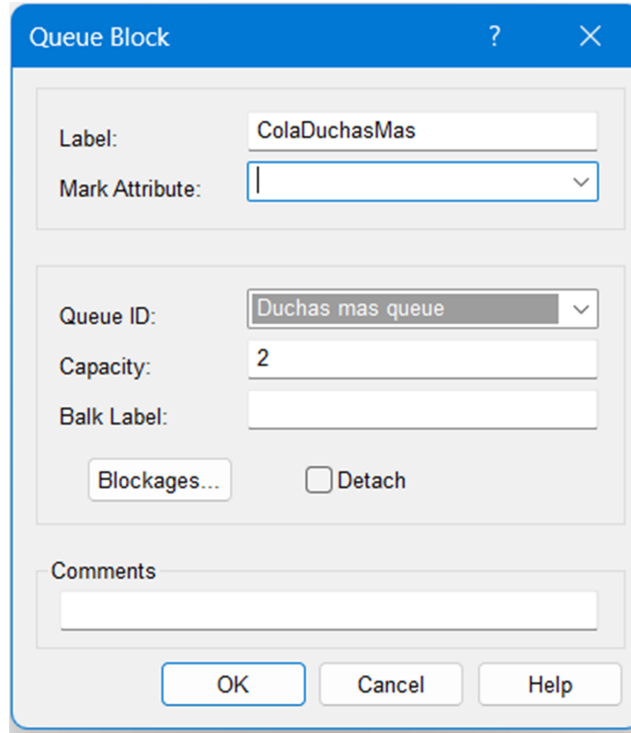 Queue Block ?
Label: ColaDuchasMas
Mark Attribute:
Queue ID: Duchas mas queue
Capacity: 2
Balk Label:
Blockages... Detach
Comments
OK Cancel Help